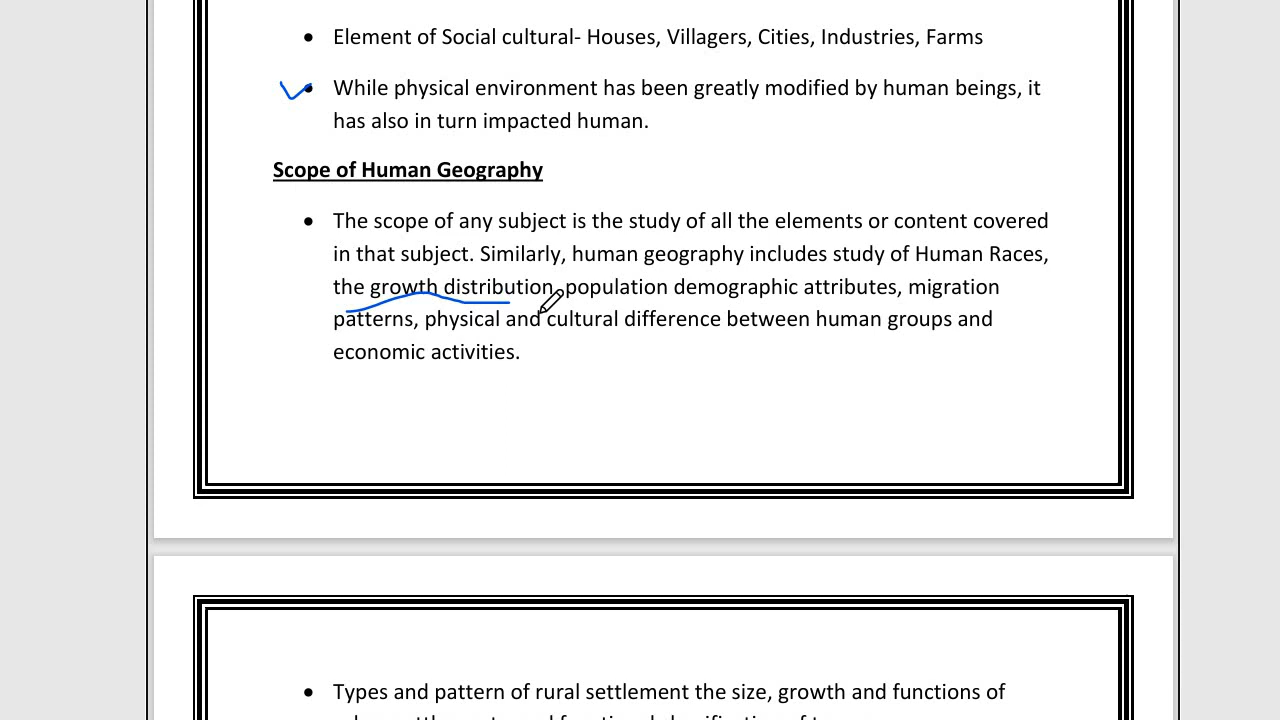 • Element of Social cultural- Houses, Villagers, Cities, Industries, Farms
• While physical environment has been greatly modified by human beings, it
has also in turn impacted human.
Scope of Human Geography
• The scope of any subject is the study of all the elements or content covered
in that subject. Similarly, human geography includes study of Human Races,
the growth distribution, population demographic attributes, migration
patterns, physical and cultural difference between human groups and
economic activities.
• Types and pattern of rural settlement the size, growth and functions of